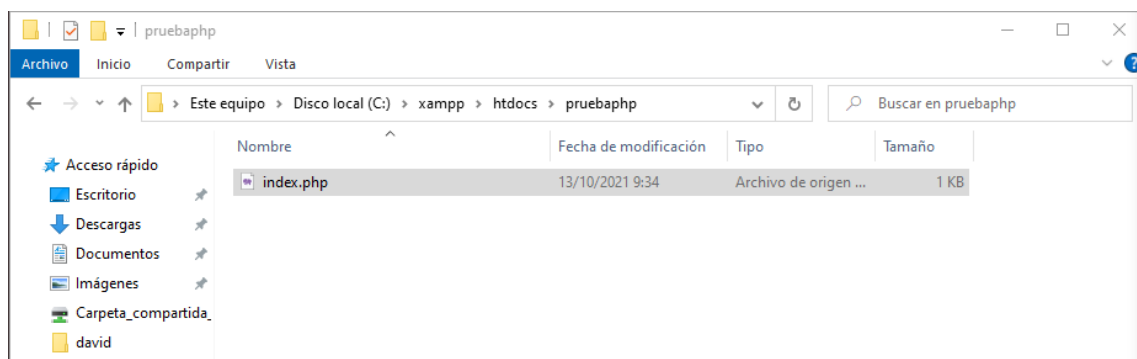 pruebaphp
Archivo Inicio Compartir Vista
Este equipo > Disco local (C:) > xampp > htdocs > pruebaphp
Buscar en pruebaphp
Nombre Fecha de modificación Tipo Tamaño
Acceso rápido
index.php 13/10/2021 9:34 Archivo de origen ... 1 KB
Escritorio
Descargas
Documentos
Imágenes
Carpeta_compartida_
david